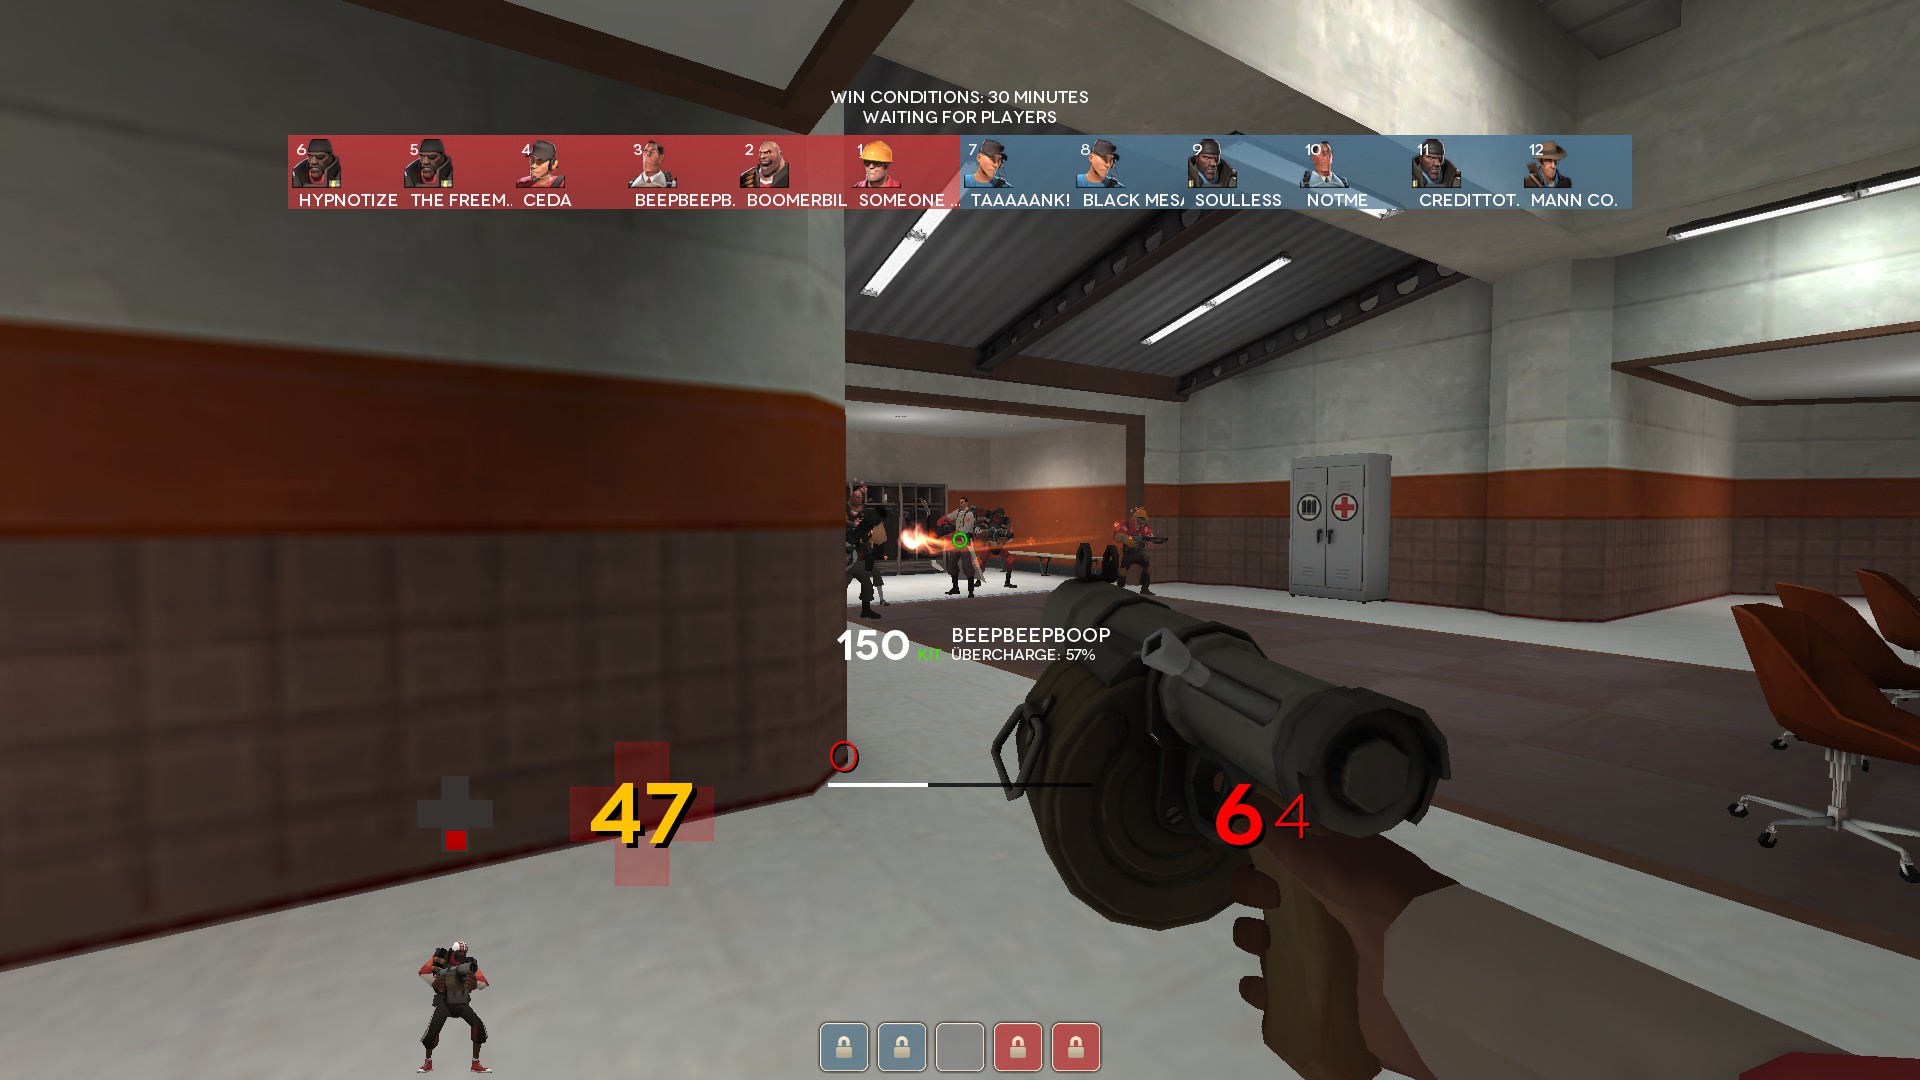 WIN CONDITIONS: 30 MINUTES
WAITING FOR PLAYERS
6 5 4 3 2 1 7 8 9 10 11 12
HYPNOTIZE THE FREEM.. CEDA BEEPBEEPB. BOOMERBIL SOMEONE ... TAAAAANK! BLACK MESA SOULLESS NOTME CREDITTOT. MANN CO.
150 BEEPBEEPBOOP
KIT: ÜBERCHARGE: 57%
0
47 6 4